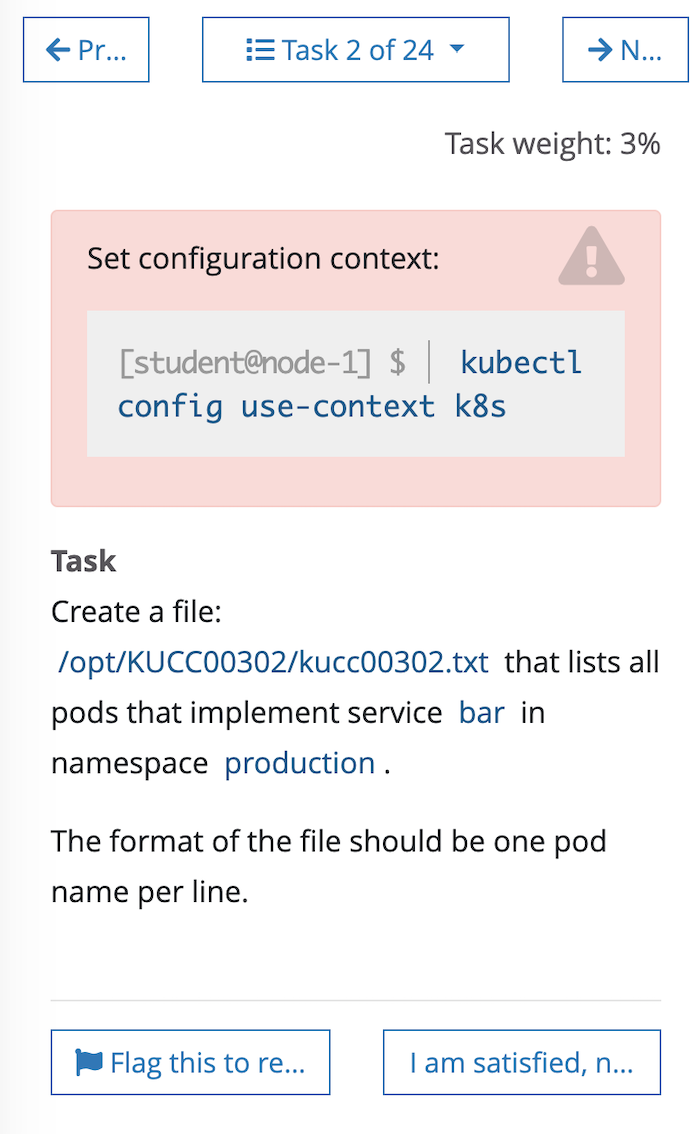 Pr...
Task 2 of 24
N...
Task weight: 3%
Set configuration context:
[student@node-1] $ | kubectl
config use-context k8s
Task
Create a file:
/opt/KUCC00302/kucc00302.txt that lists all
pods that implement service bar in
namespace production .
The format of the file should be one pod
name per line.
Flag this to re...
I am satisfied, n...